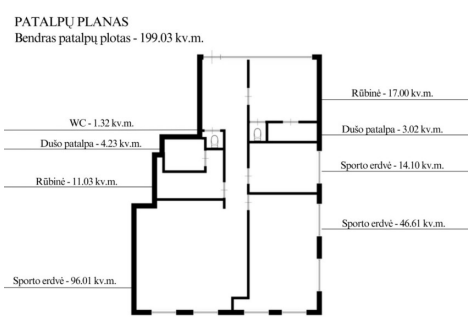 PATALPŲ PLANAS
Bendras patalpų plotas - 199.03 kv.m.
WC - 1.32 kv.m.
Dušo patalpa - 4.23 kv.m.
Rūbinė - 11.03 kv.m.
Sporto erdvė - 96.01 kv.m.
Rūbinė - 17.00 kv.m.
Dušo patalpa - 3.02 kv.m.
Sporto erdvė - 14.10 kv.m.
Sporto erdvė - 46.61 kv.m.